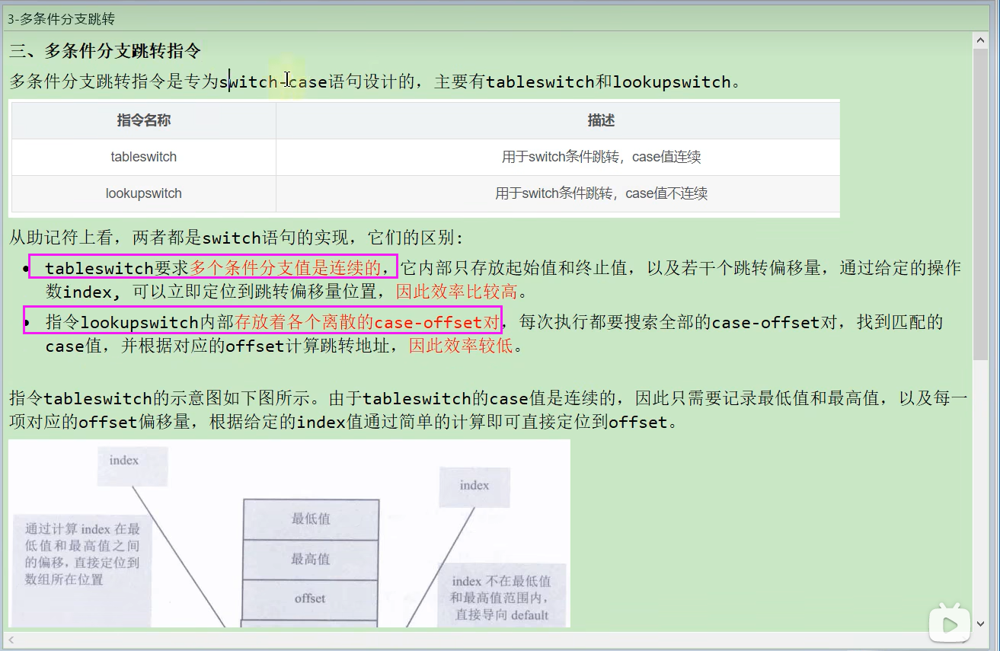 3-多条件分支跳转
三、多条件分支跳转指令
多条件分支跳转指令是专为switch-case语句设计的，主要有tableswitch和lookupswitch。
指令名称 描述
tableswitch 用于switch条件跳转，case值连续
lookupswitch 用于switch条件跳转，case值不连续
从助记符上看，两者都是switch语句的实现，它们的区别：
• tableswitch要求多个条件分支值是连续的，它内部只存放起始值和终止值，以及若干个跳转偏移量，通过给定的操作
数index, 可以立即定位到跳转偏移量位置，因此效率比较高。
• 指令lookupswitch内部存放着各个离散的case-offset对，每次执行都要搜索全部的case-offset对，找到匹配的
case值，并根据对应的offset计算跳转地址，因此效率较低。
指令tableswitch的示意图如下图所示。由于tableswitch的case值是连续的，因此只需要记录最低值和最高值，以及每一
项对应的offset偏移量，根据给定的index值通过简单的计算即可直接定位到offset。
index
index
通过计算 index 在最
低值和最高值之间
的偏移，直接定位到
数组所在位置
最低值
最高值
offset
index 不在最低值
和最高值范围内，
直接导向 default